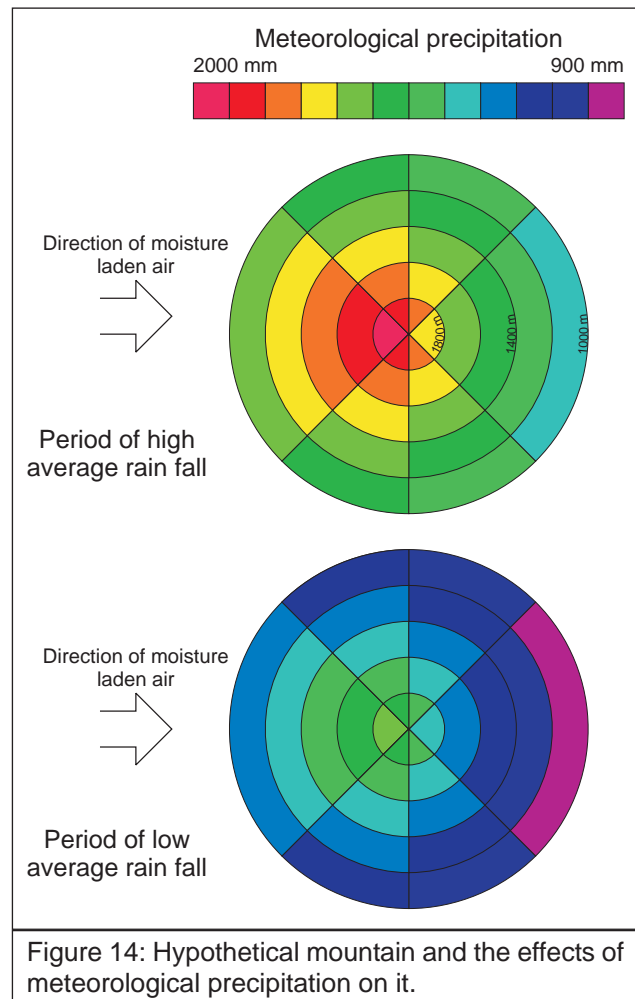 Meteorological precipitation
2000 mm 900 mm
Direction of moisture
laden air
1800 m
1400 m
1000 m
Period of high
average rain fall
Direction of moisture
laden air
Period of low
average rain fall
Figure 14: Hypothetical mountain and the effects of
meteorological precipitation on it.